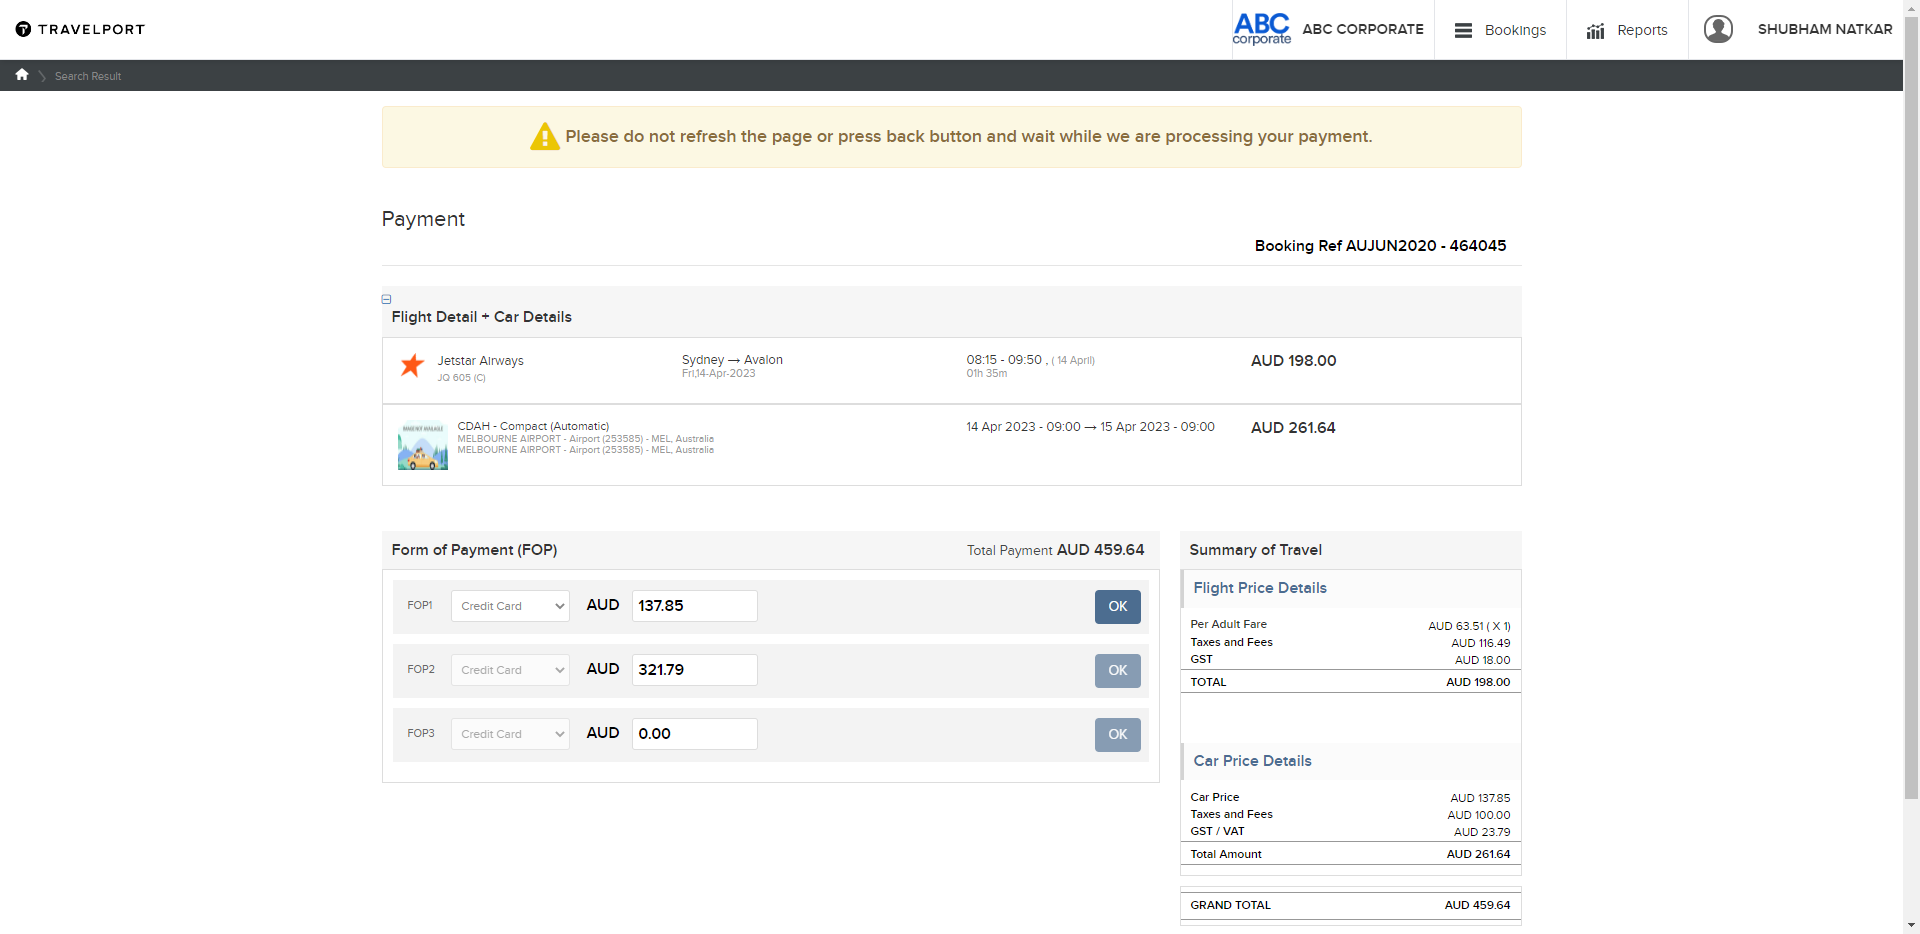 TRAVELPORT
ABC
corporate
ABC CORPORATE
Bookings
Reports
SHUBHAM NATKAR
Search Result
Please do not refresh the page or press back button and wait while we are processing your payment.
Payment
Booking Ref AUJUN2020 - 464045
Flight Detail + Car Details
Jetstar Airways
JQ 605 (C)
Sydney → Avalon
Fri,14-Apr-2023
08:15 - 09:50 , ( 14 April)
01h 35m
AUD 198.00
IMAGE NOT AVAILABLE
CDAH - Compact (Automatic)
MELBOURNE AIRPORT - Airport (253585) - MEL, Australia
MELBOURNE AIRPORT - Airport (253585) - MEL, Australia
14 Apr 2023 - 09:00 → 15 Apr 2023 - 09:00
AUD 261.64
Form of Payment (FOP)
Total Payment AUD 459.64
FOP1 Credit Card AUD 137.85 OK
FOP2 Credit Card AUD 321.79 OK
FOP3 Credit Card AUD 0.00 OK
Summary of Travel
Flight Price Details
Per Adult Fare AUD 63.51 ( X 1)
Taxes and Fees AUD 116.49
GST AUD 18.00
TOTAL AUD 198.00
Car Price Details
Car Price AUD 137.85
Taxes and Fees AUD 100.00
GST / VAT AUD 23.79
Total Amount AUD 261.64
GRAND TOTAL AUD 459.64